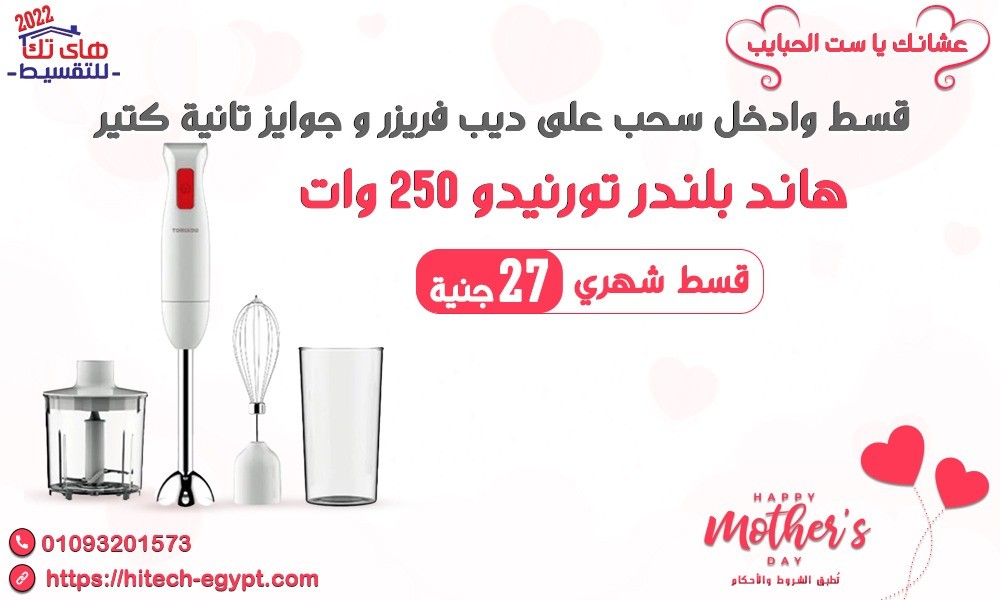 2022
هاى تك
-للتقسيط-
عشانك يا ست الحبايب
قسط وادخل سحب على ديب فريزر و جوايز تانية كتير
هاند بلندر تورنيدو 250 وات
قسط شهري 27 جنية
TORNADO
HAPPY
Mother's
DAY
تُطبق الشروط والأحكام
01093201573
https://hitech-egypt.com